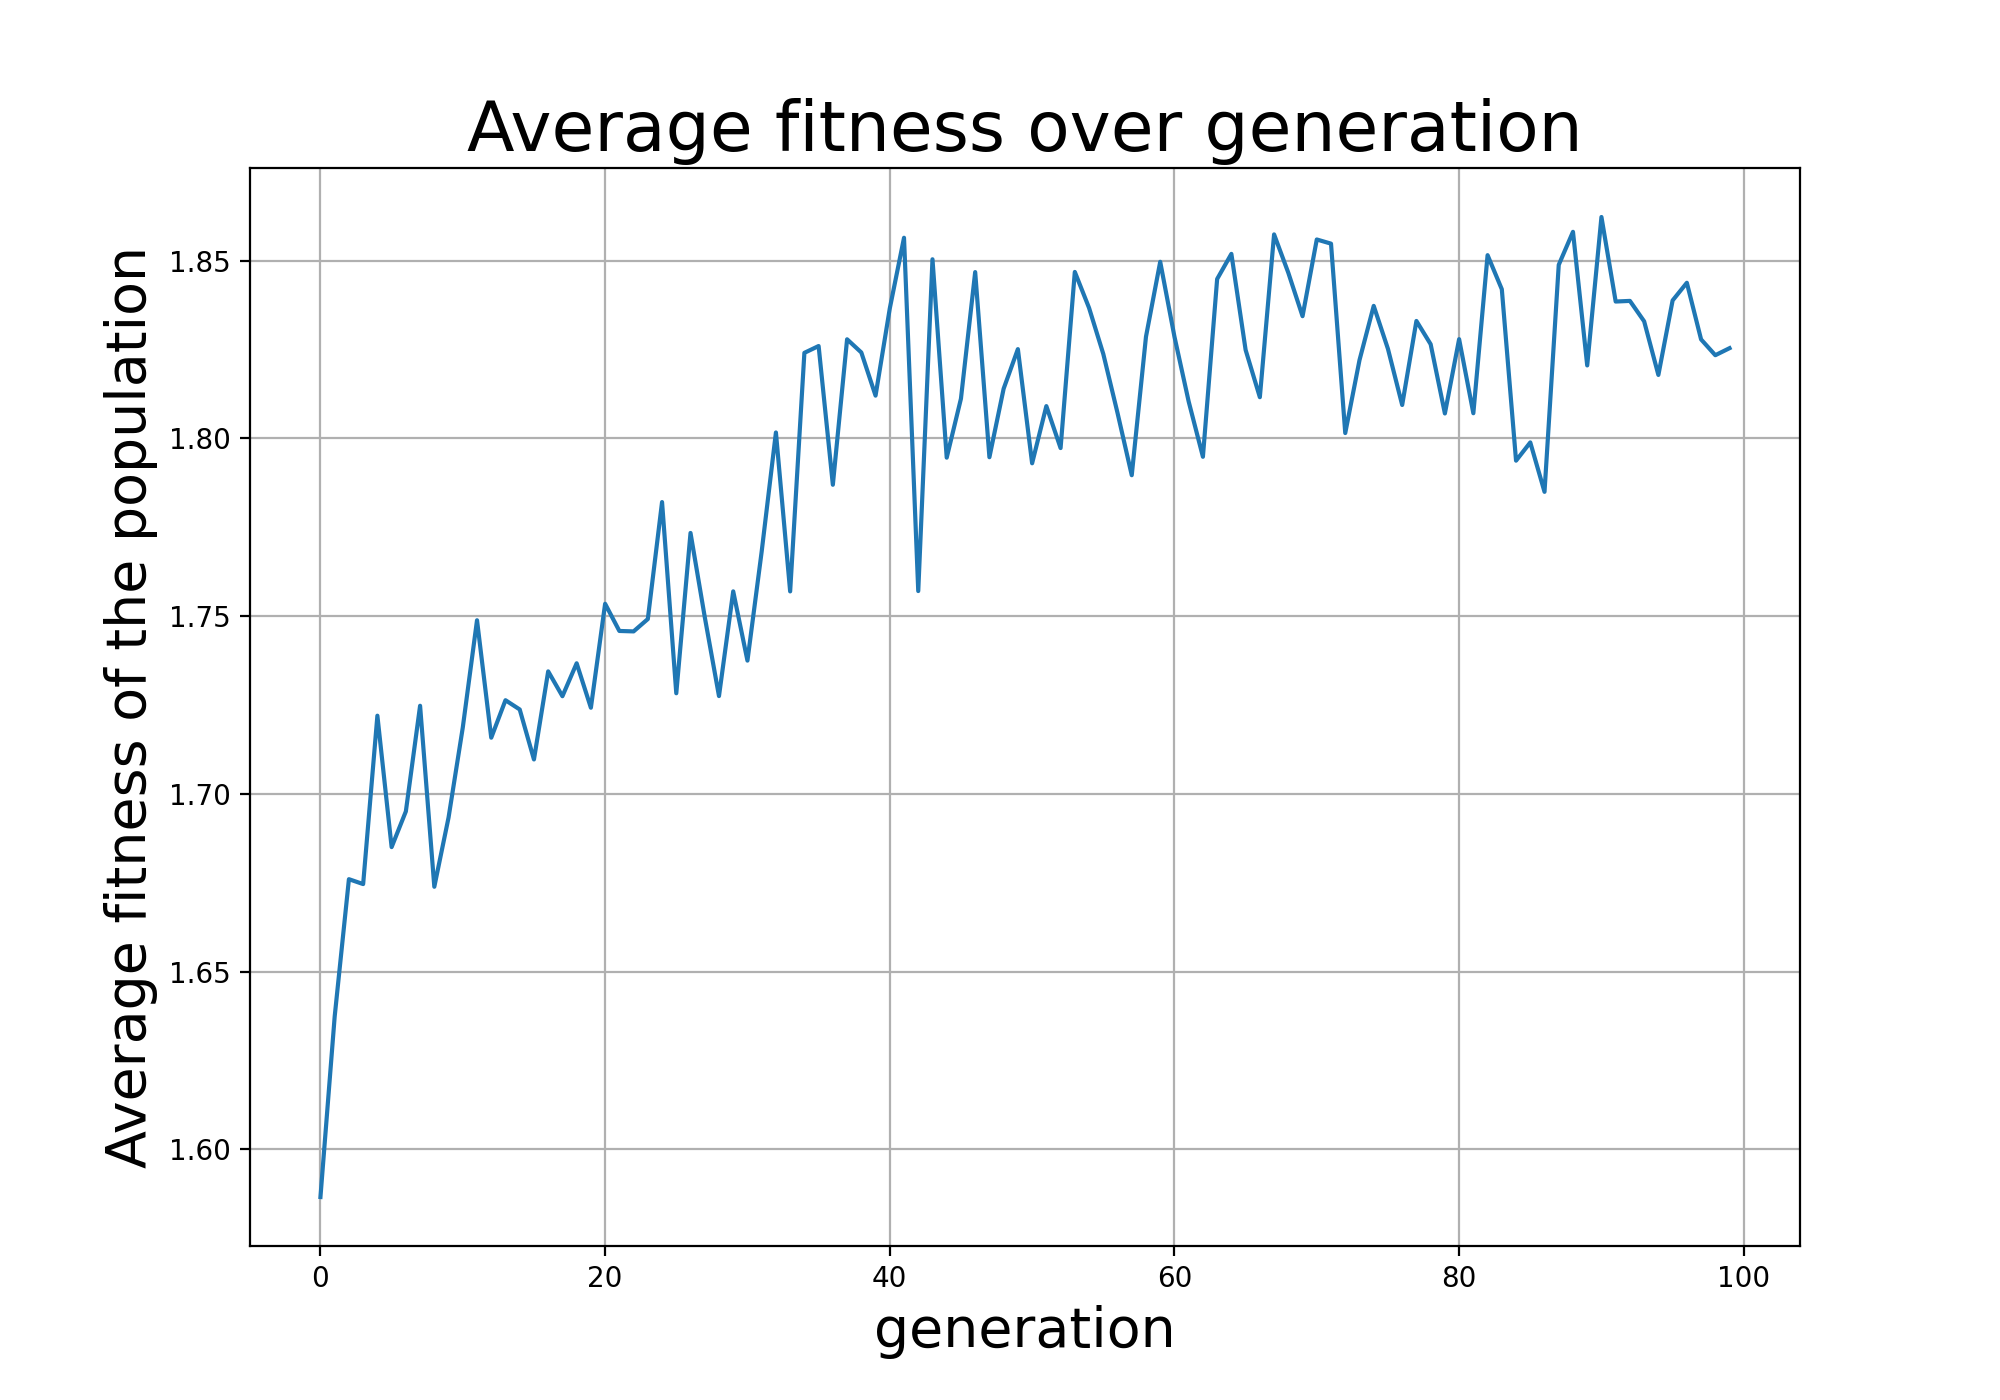 Average fitness over generation
Average fitness of the population
1.85
1.80
1.75
1.70
1.65
1.60
0 20 40 60 80 100
generation